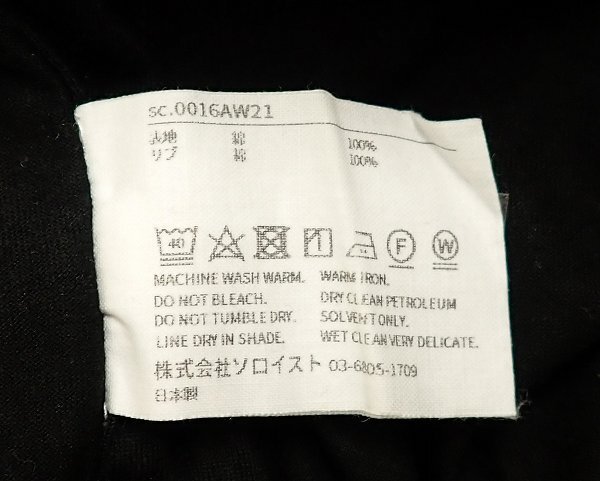 sc.0016AW21
表地 綿 100%
リブ 綿 100%
40
MACHINE WASH WARM. WARM IRON.
DO NOT BLEACH. DRY CLEAN PETROLEUM
DO NOT TUMBLE DRY. SOLVENT ONLY.
LINE DRY IN SHADE. WET CLEAN VERY DELICATE.
F
W
株式会社ソロイスト 03-6805-1709
日本製